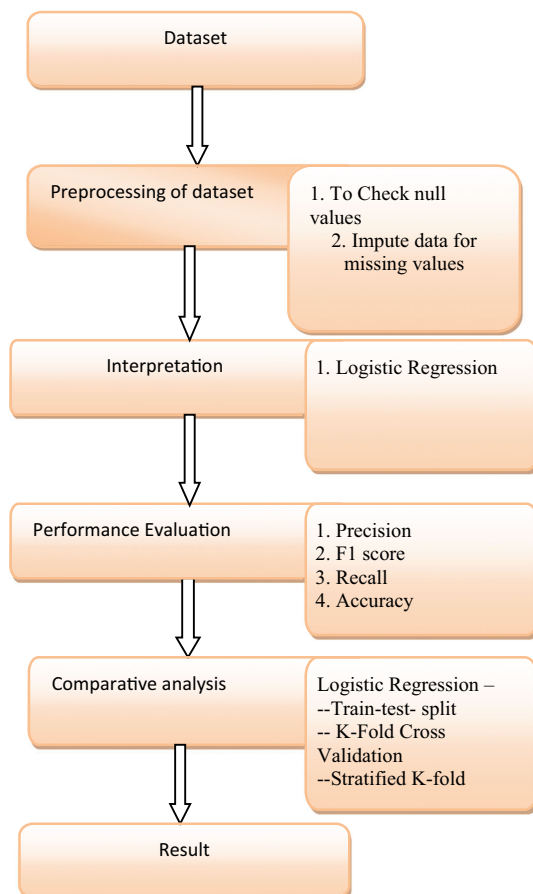 Dataset
Preprocessing of dataset
1. To Check null
values
2. Impute data for
missing values
Interpretation
1. Logistic Regression
Performance Evaluation
1. Precision
2. F1 score
3. Recall
4. Accuracy
Comparative analysis
Logistic Regression –
--Train-test- split
-- K-Fold Cross
Validation
--Stratified K-fold
Result